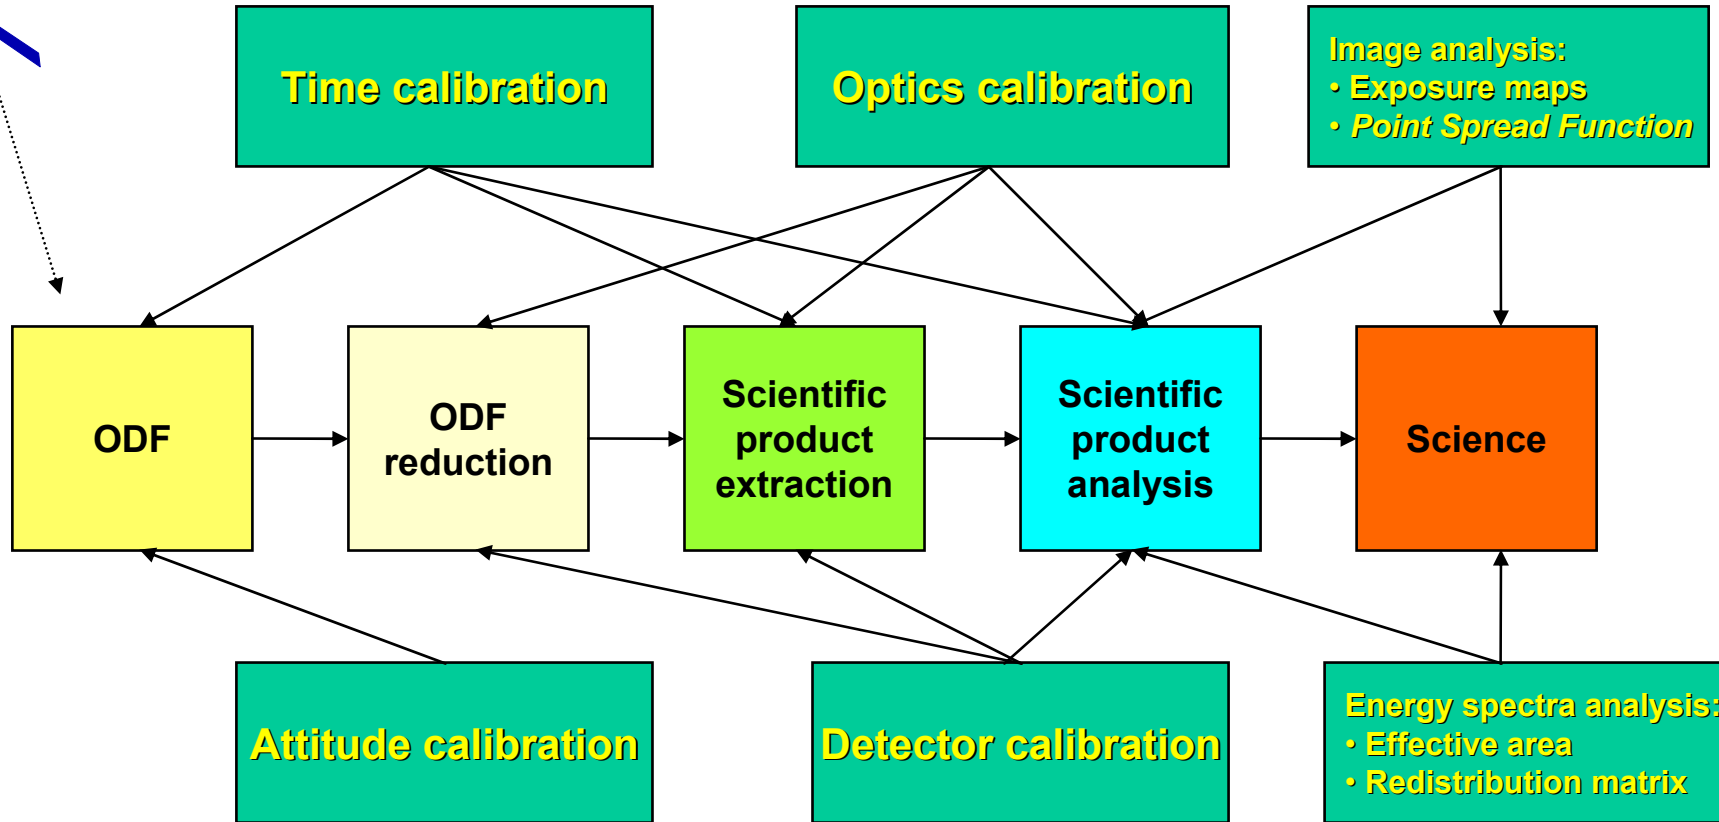 Time calibration
Optics calibration
Image analysis:
• Exposure maps
• Point Spread Function
ODF
ODF
reduction
Scientific
product
extraction
Scientific
product
analysis
Science
Attitude calibration
Detector calibration
Energy spectra analysis:
• Effective area
• Redistribution matrix